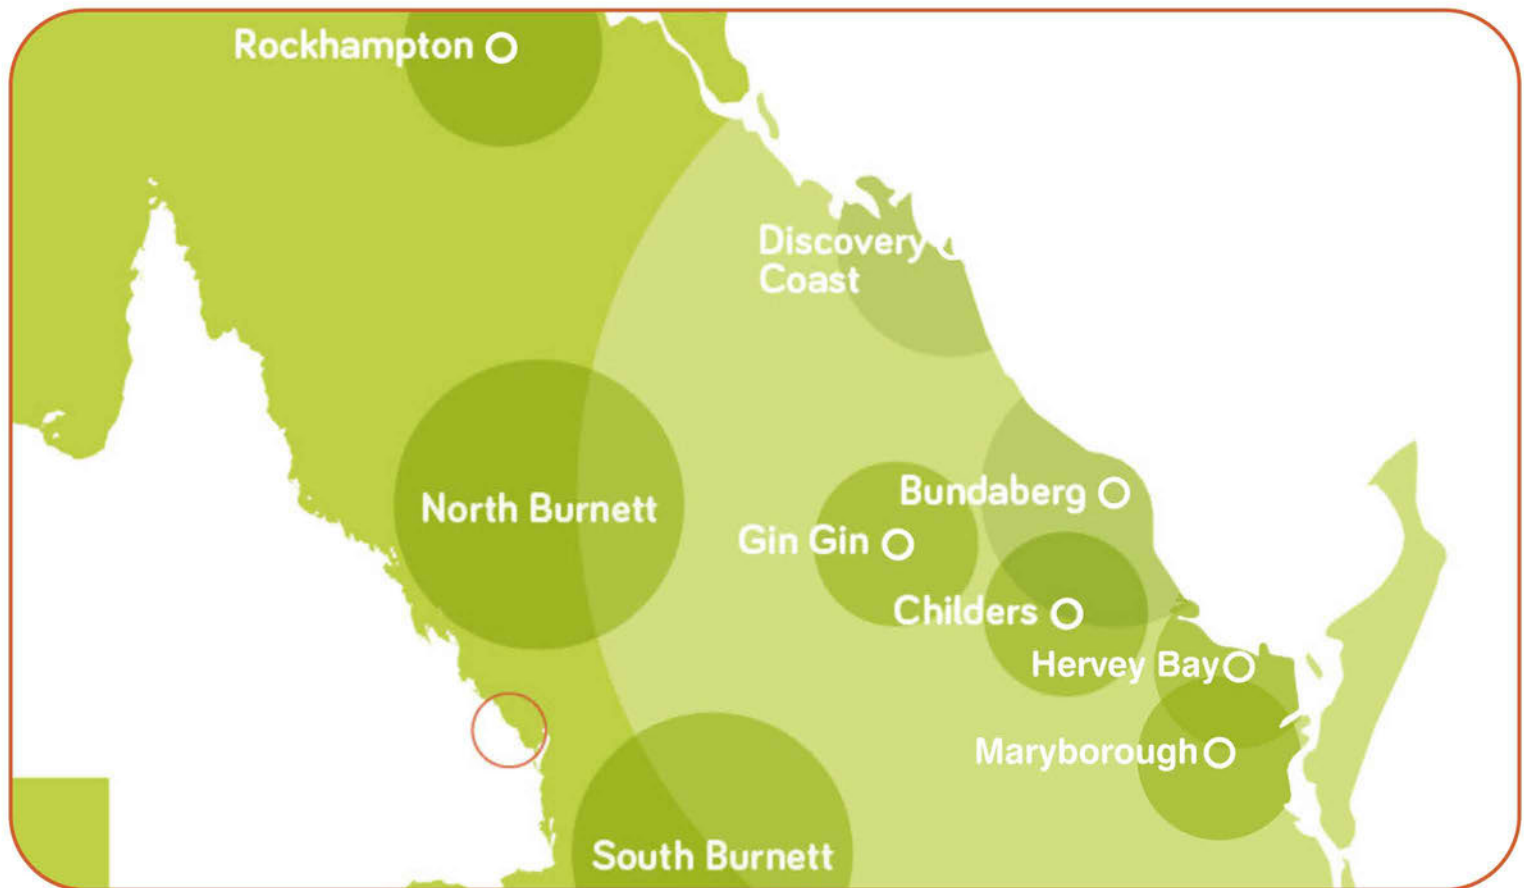 Rockhampton
Discovery
Coast
North Burnett
Bundaberg
Gin Gin
Childers
Hervey Bay
Maryborough
South Burnett